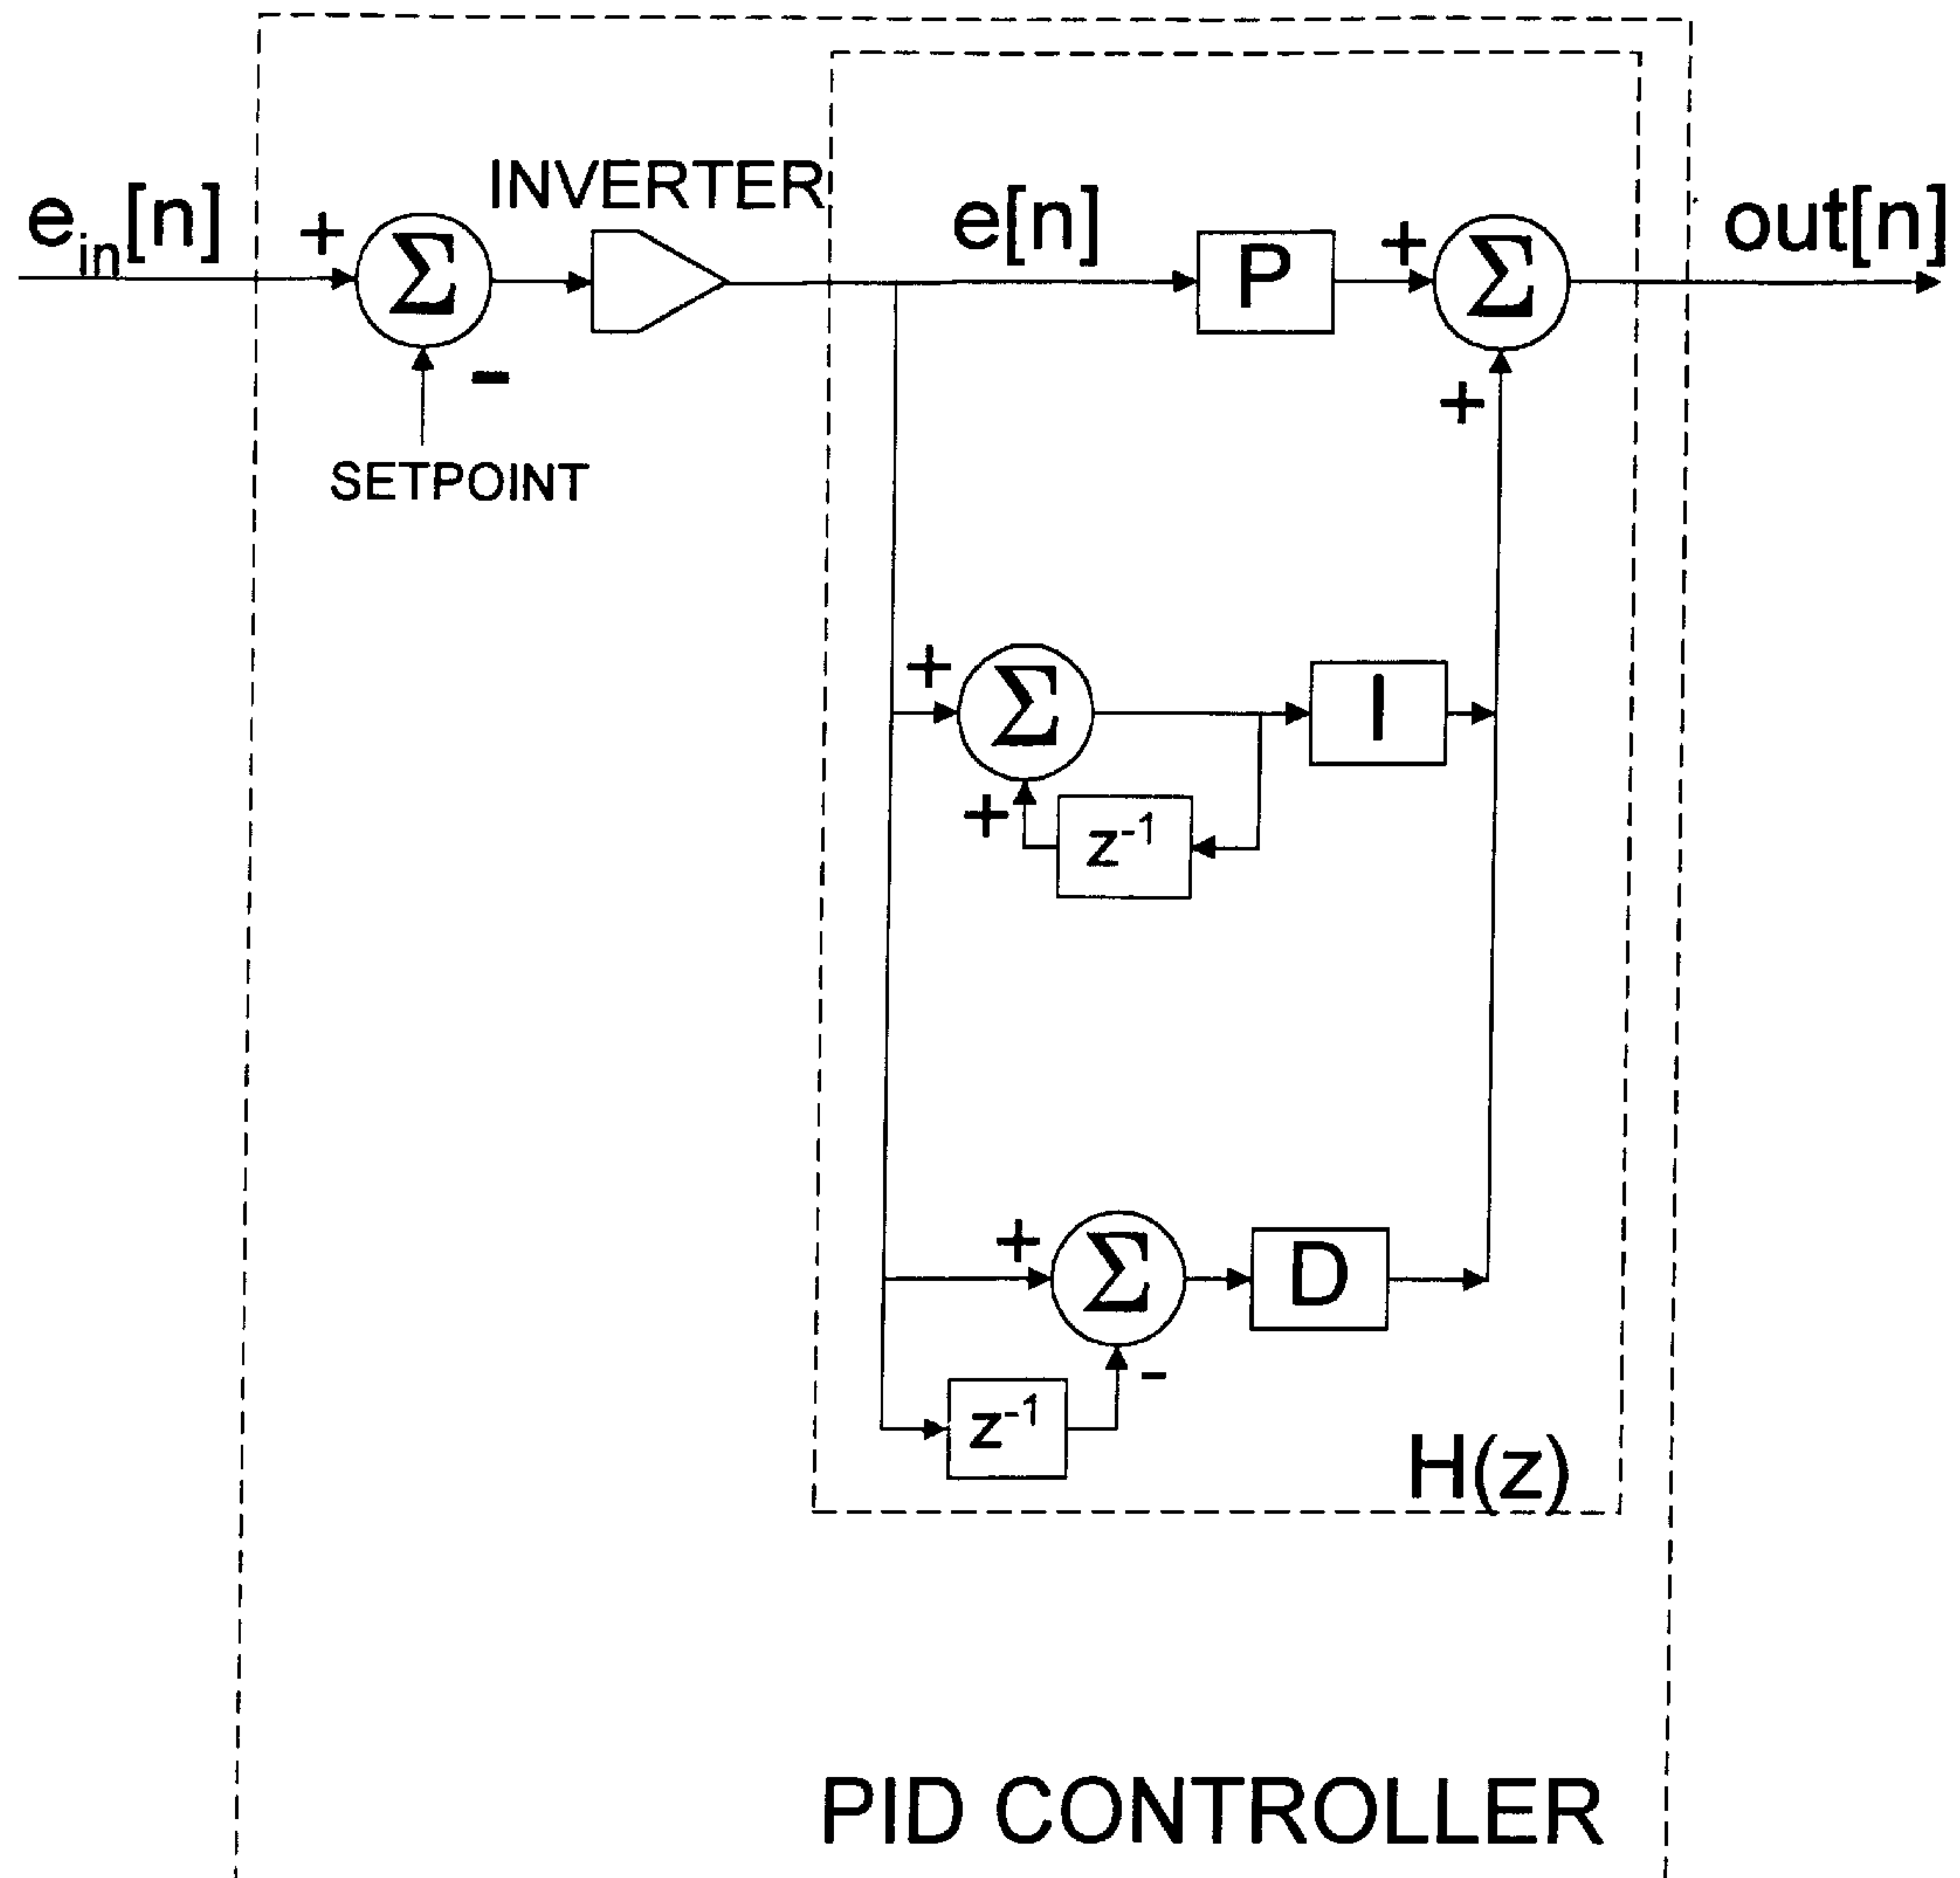 INVERTER
e_in[n]
+
Σ
e[n]
P
+
Σ
out[n]
-
+
SETPOINT
+
Σ
I
+
z^-1
+
Σ
D
-
z^-1
H(z)
PID CONTROLLER